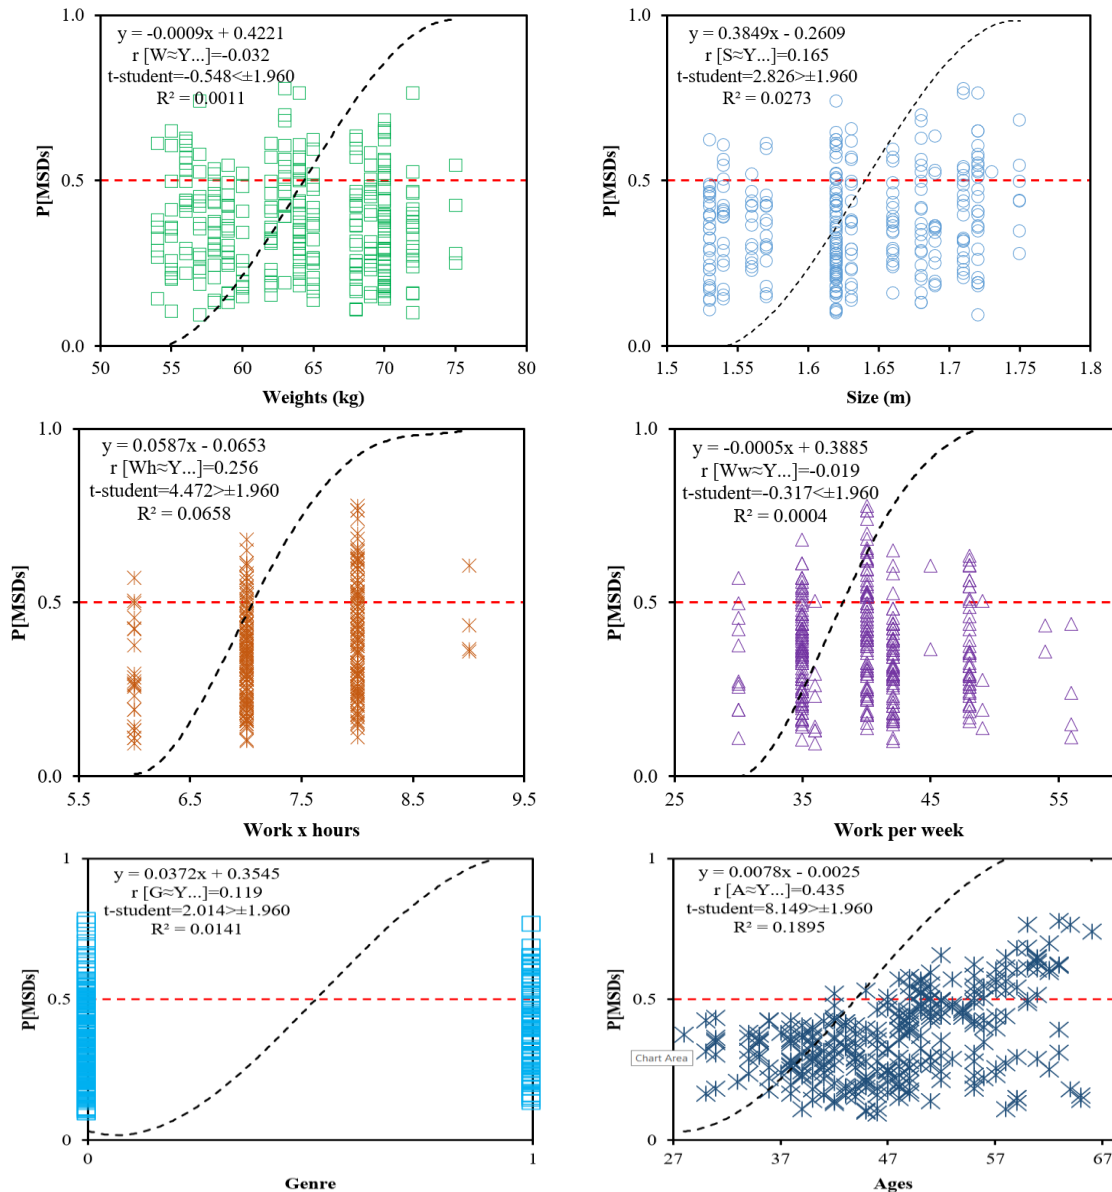 y = -0.0009x + 0.4221
r [W≈Y...]=-0.032
t-student=-0.548<±1.960
R² = 0.0011
1.0
0.5
0.0
P[MSDs]
50
55
60
65
70
75
80
Weights (kg)
y = 0.3849x - 0.2609
r [S≈Y...]=0.165
t-student=2.826>±1.960
R² = 0.0273
1.0
0.5
0.0
P[MSDs]
1.5
1.55
1.6
1.65
1.7
1.75
1.8
Size (m)
y = 0.0587x - 0.0653
r [Wh≈Y...]=0.256
t-student=4.472>±1.960
R² = 0.0658
1.0
0.5
0.0
P[MSDs]
5.5
6.5
7.5
8.5
9.5
Work x hours
y = -0.0005x + 0.3885
r [Ww≈Y...]=-0.019
t-student=-0.317<±1.960
R² = 0.0004
1.0
0.5
0.0
P[MSDs]
25
35
45
55
Work per week
y = 0.0372x + 0.3545
r [G≈Y...]=0.119
t-student=2.014>±1.960
R² = 0.0141
1
0.5
0
P[MSDs]
0
1
Genre
y = 0.0078x - 0.0025
r [A≈Y...]=0.435
t-student=8.149>±1.960
R² = 0.1895
1
0.5
0
P[MSDs]
Chart Area
27
37
47
57
67
Ages